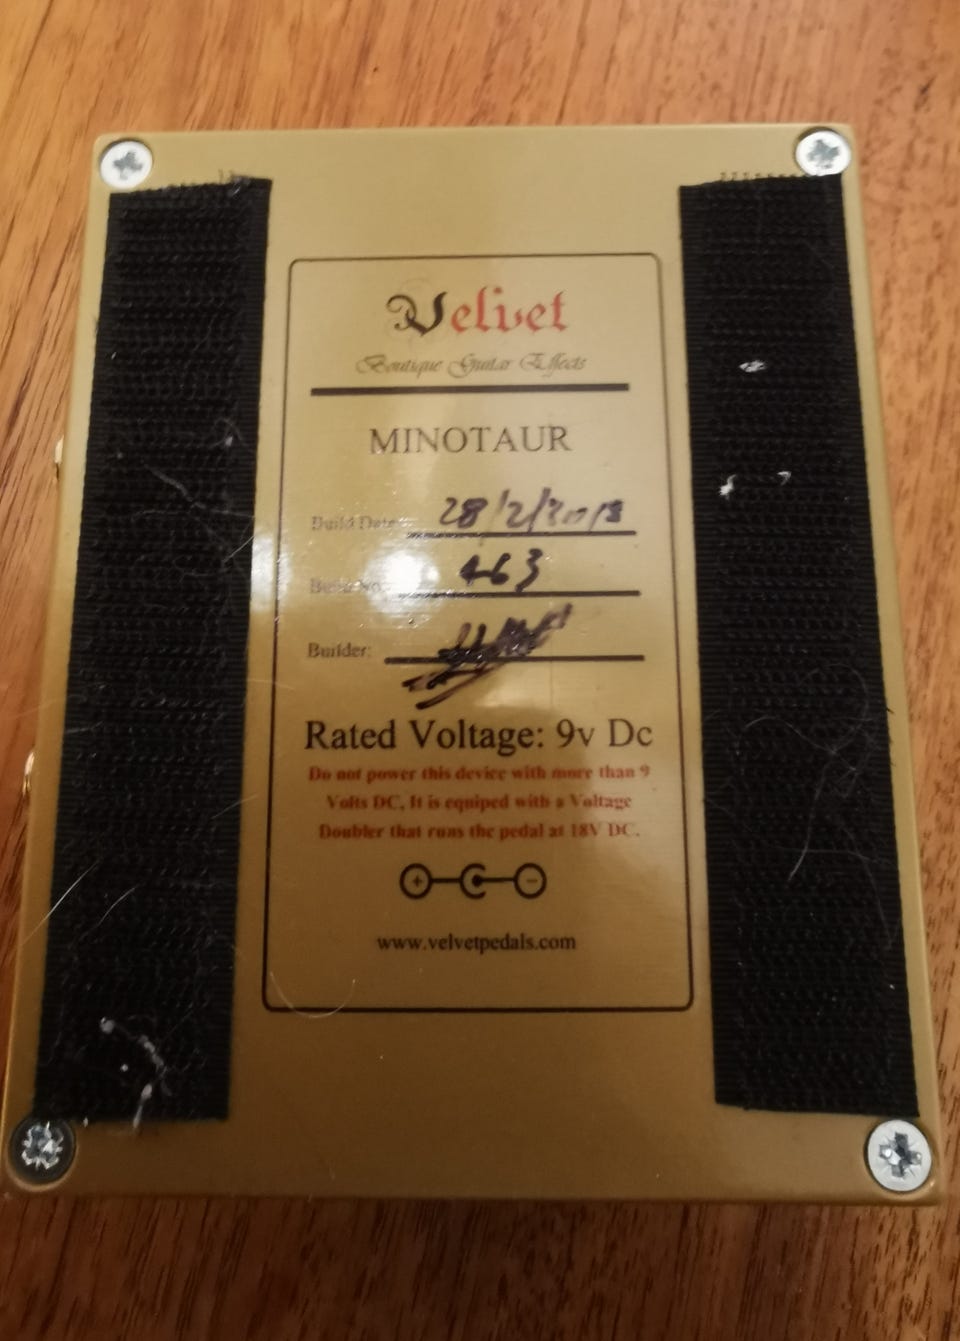 Velvet
Boutique Guitar Effects
MINOTAUR
Build Date: 28/2/2018
Build No: 463
Builder:
Rated Voltage: 9v Dc
Do not power this device with more than 9
Volts DC, It is equiped with a Voltage
Doubler that runs the pedal at 18V DC.
+ −
www.velvetpedals.com